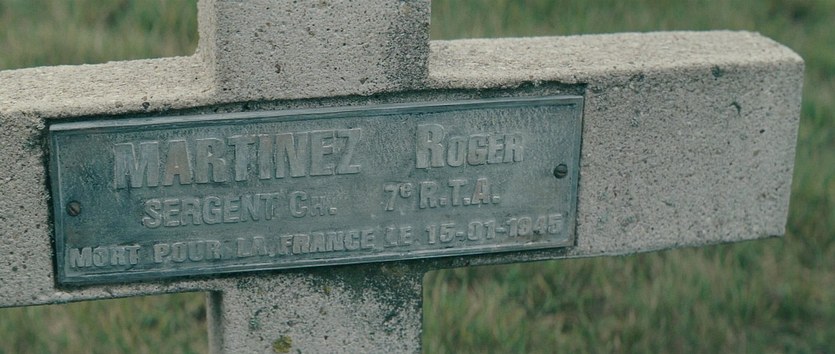 MARTINEZ ROGER
SERGENT CH. 7e R.T.A.
MORT POUR LA FRANCE LE 15-01-1945